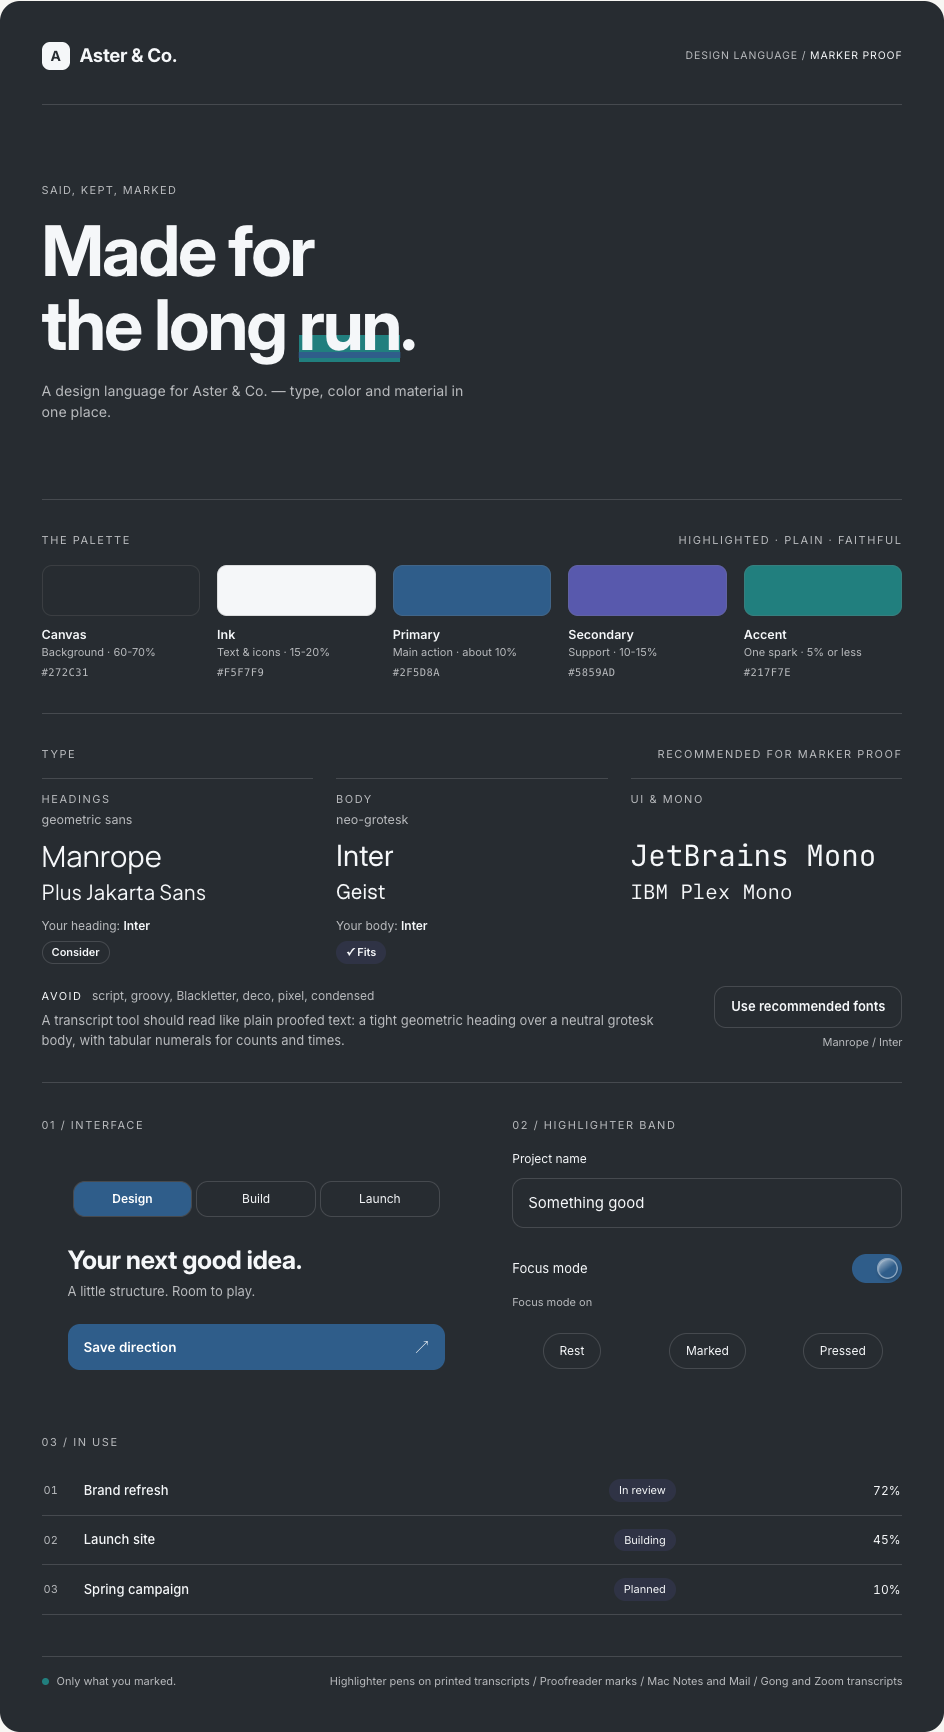 A
Aster & Co.
DESIGN LANGUAGE / MARKER PROOF
SAID, KEPT, MARKED
Made for
the long run.
A design language for Aster & Co. — type, color and material in
one place.
THE PALETTE
HIGHLIGHTED · PLAIN · FAITHFUL
Canvas
Background · 60-70%
#272C31
Ink
Text & icons · 15-20%
#F5F7F9
Primary
Main action · about 10%
#2F5D8A
Secondary
Support · 10-15%
#5859AD
Accent
One spark · 5% or less
#217F7E
TYPE
RECOMMENDED FOR MARKER PROOF
HEADINGS
geometric sans
Manrope
Plus Jakarta Sans
Your heading: Inter
Consider
BODY
neo-grotesk
Inter
Geist
Your body: Inter
✓ Fits
UI & MONO
JetBrains Mono
IBM Plex Mono
AVOID script, groovy, Blackletter, deco, pixel, condensed
A transcript tool should read like plain proofed text: a tight geometric heading over a neutral grotesk
body, with tabular numerals for counts and times.
Use recommended fonts
Manrope / Inter
01 / INTERFACE
Design
Build
Launch
Your next good idea.
A little structure. Room to play.
Save direction
02 / HIGHLIGHTER BAND
Project name
Something good
Focus mode
Focus mode on
Rest
Marked
Pressed
03 / IN USE
01 Brand refresh In review 72%
02 Launch site Building 45%
03 Spring campaign Planned 10%
Only what you marked.
Highlighter pens on printed transcripts / Proofreader marks / Mac Notes and Mail / Gong and Zoom transcripts